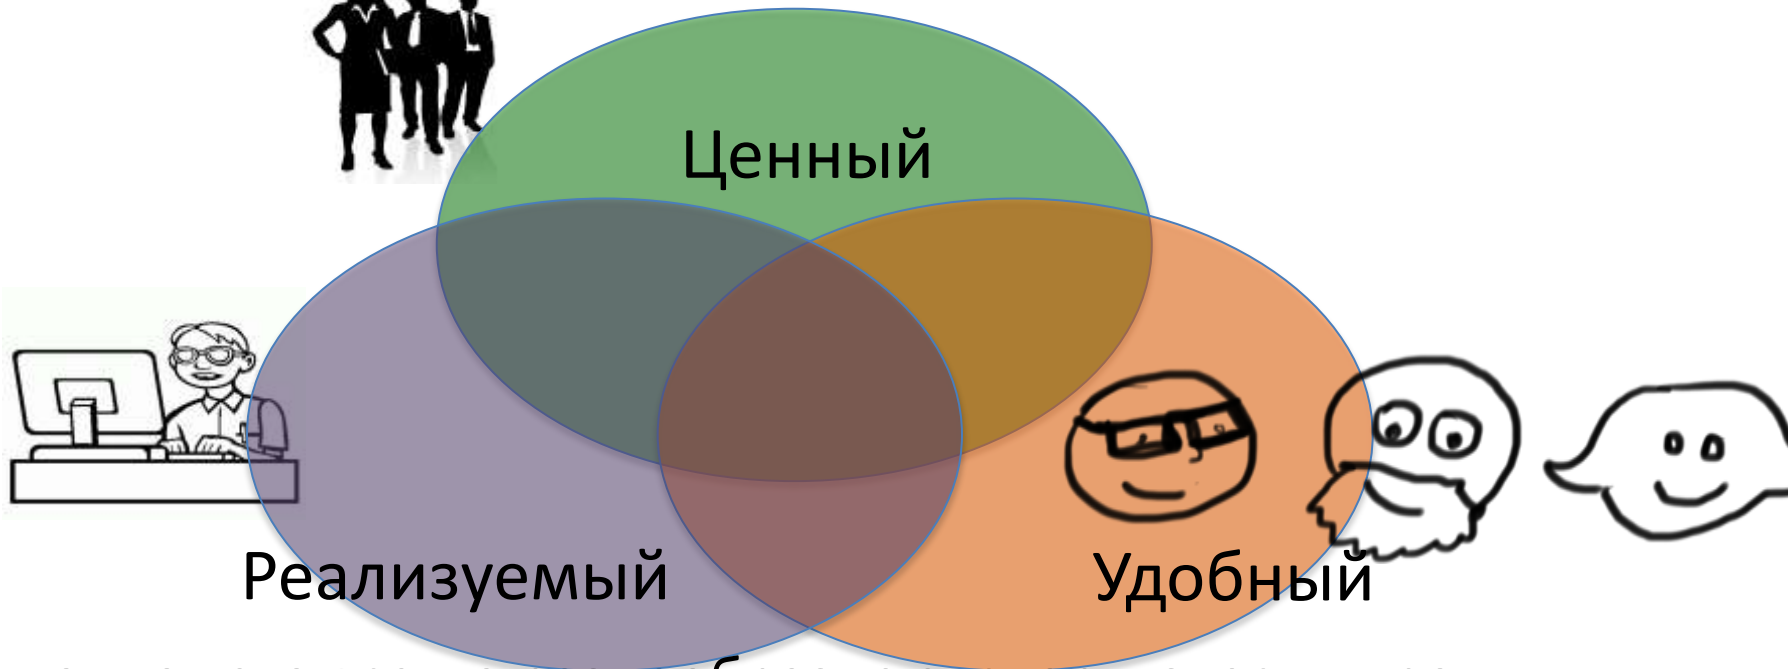 Ценный
Реализуемый
Удобный